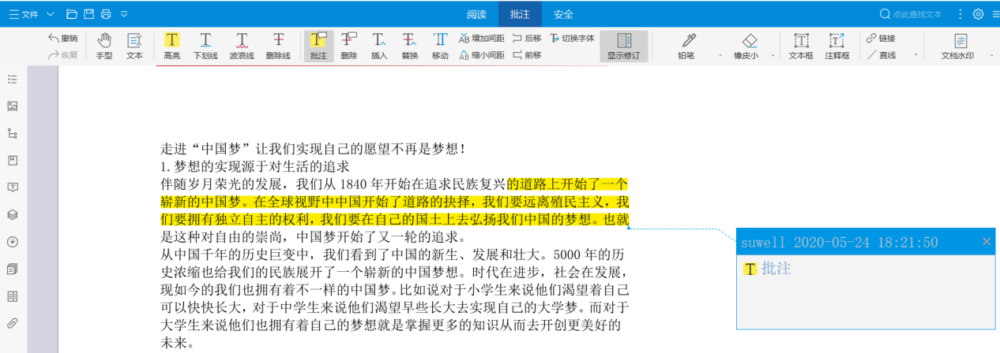 文件 阅读 批注 安全 点此查找文本
撤销 恢复 手型 文本 高亮 下划线 波浪线 删除线 批注 删除 插入 替换 移动 增加间距 缩小间距 后移 前移 切换字体 显示修订 铅笔 橡皮小 文本框 注释框 链接 直线 文档水印
走进“中国梦”让我们实现自己的愿望不再是梦想！
1.梦想的实现源于对生活的追求
伴随岁月荣光的发展，我们从 1840 年开始在追求民族复兴的道路上开始了一个
崭新的中国梦。在全球视野中中国开始了道路的抉择，我们要远离殖民主义，我
们要拥有独立自主的权利，我们要在自己的国土上去弘扬我们中国的梦想。也就
是这种对自由的崇尚，中国梦开始了又一轮的追求。
从中国千年的历史巨变中，我们看到了中国的新生、发展和壮大。5000 年的历
史浓缩也给我们的民族展开了一个崭新的中国梦想。时代在进步，社会在发展，
现如今的我们也拥有着不一样的中国梦。比如说对于小学生来说他们渴望着自己
可以快快长大，对于中学生来说他们渴望早些长大去实现自己的大学梦。而对于
大学生来说他们也拥有着自己的梦想就是掌握更多的知识从而去开创更美好的
未来。
suwell 2020-05-24 18:21:50
T 批注